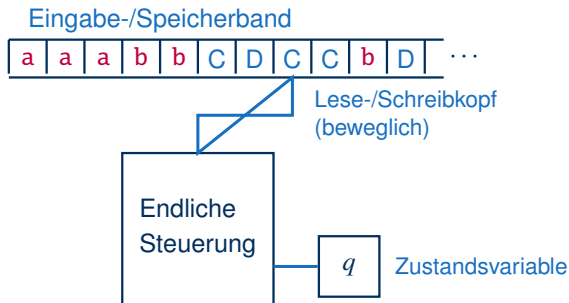 Eingabe-/Speicherband
a a a b b C D C C b D ...
Lese-/Schreibkopf
(beweglich)
Endliche
Steuerung
q
Zustandsvariable